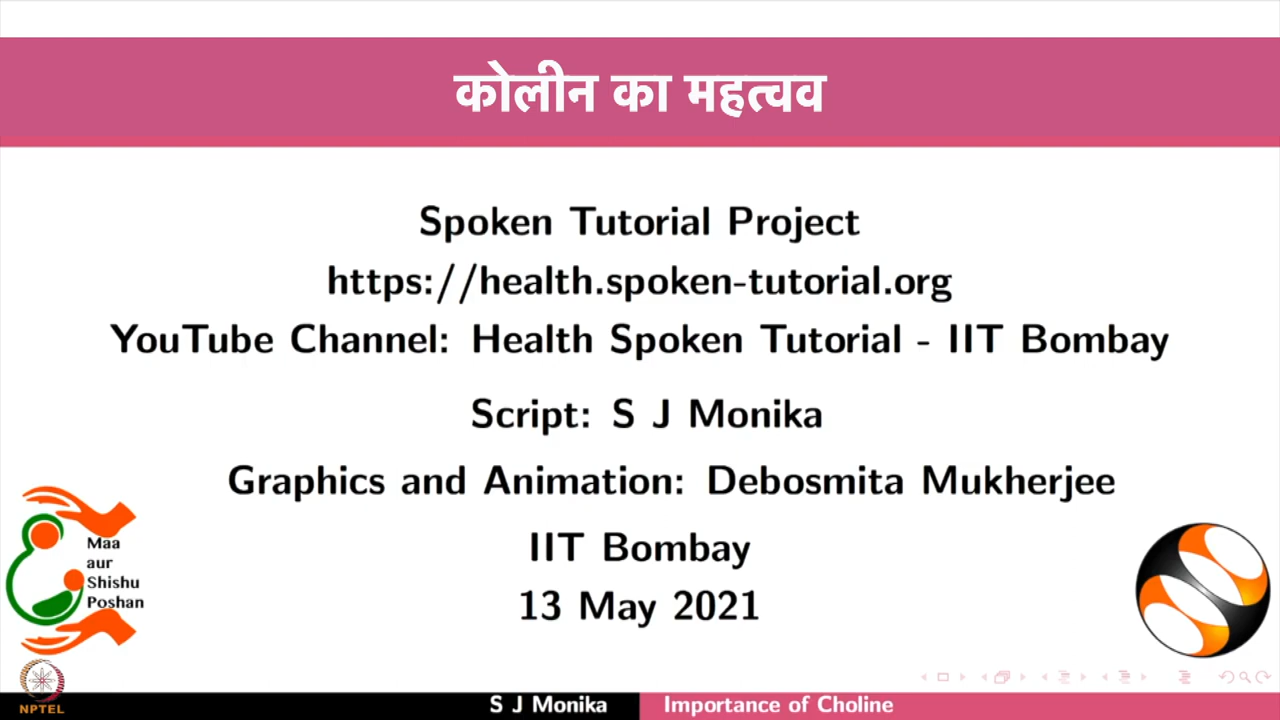 कोलीन का महत्वव
Spoken Tutorial Project
https://health.spoken-tutorial.org
YouTube Channel: Health Spoken Tutorial - IIT Bombay
Script: S J Monika
Graphics and Animation: Debosmita Mukherjee
IIT Bombay
13 May 2021
Maa
aur
Shishu
Poshan
NPTEL
S J Monika
Importance of Choline